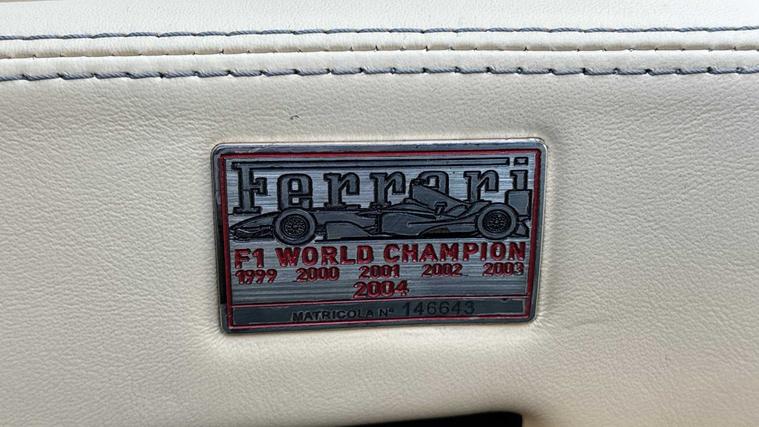 Ferrari
F1 WORLD CHAMPION
1999 2000 2001 2002 2003
2004
MATRICOLA Nº 146643